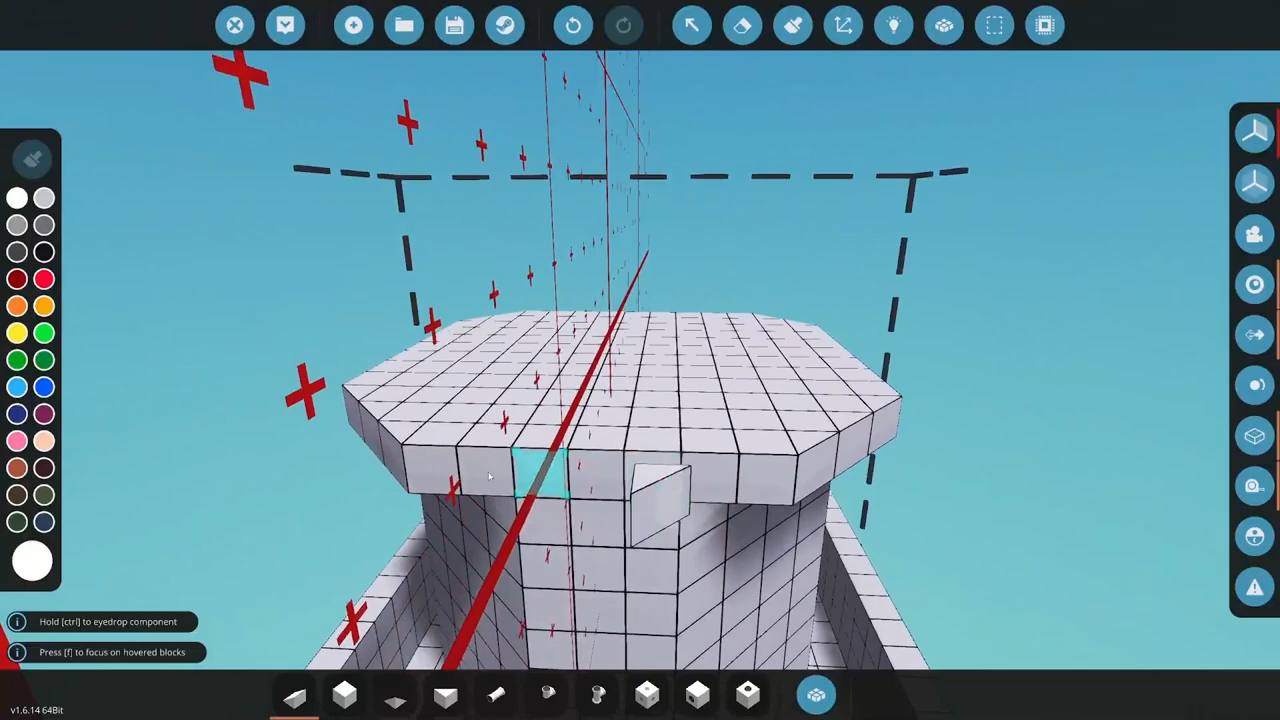 Hold [ctrl] to eyedrop component
Press [f] to focus on hovered blocks
v1.6.14 64Bit